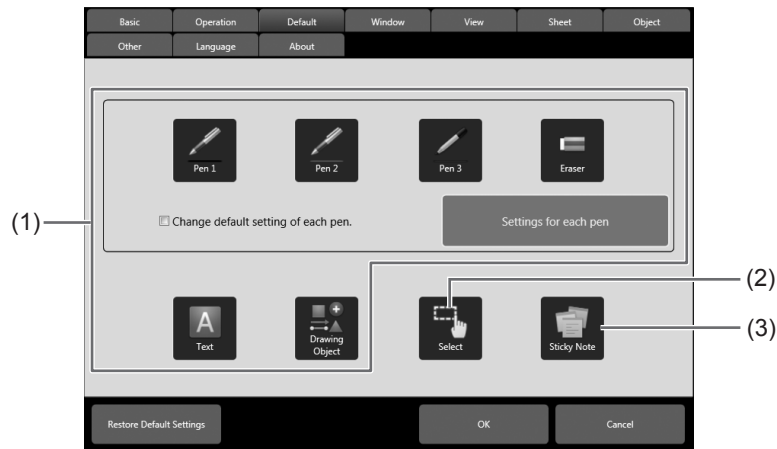 Basic Operation Default Window View Sheet Object
Other Language About
Pen 1 Pen 2 Pen 3 Eraser
(1)
Change default setting of each pen. Settings for each pen
(2)
(3)
Text Drawing Object Select Sticky Note
Restore Default Settings OK Cancel